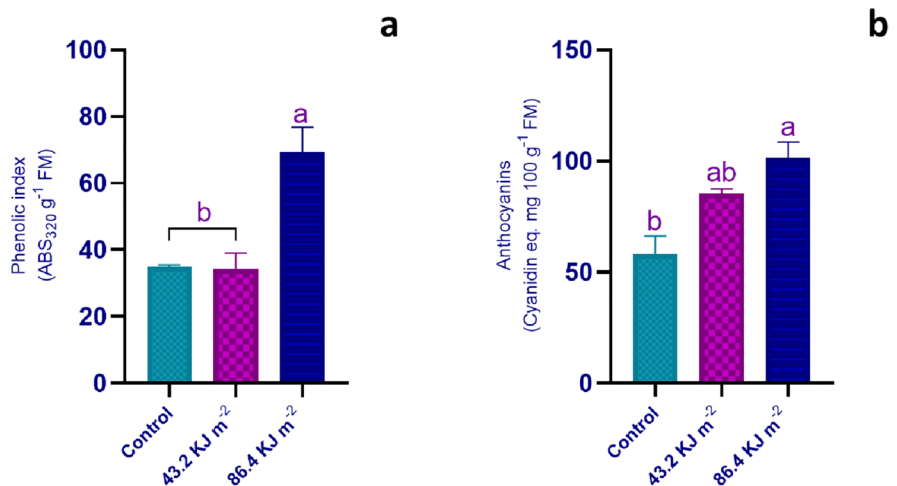 a
100
80
60
40
20
0
Phenolic index
(ABS₃₂₀ g⁻¹ FM)
b
a
Control
43.2 KJ m⁻²
86.4 KJ m⁻²
b
150
100
50
0
Anthocyanins
(Cyanidin eq. mg 100 g⁻¹ FM)
b
ab
a
Control
43.2 KJ m⁻²
86.4 KJ m⁻²